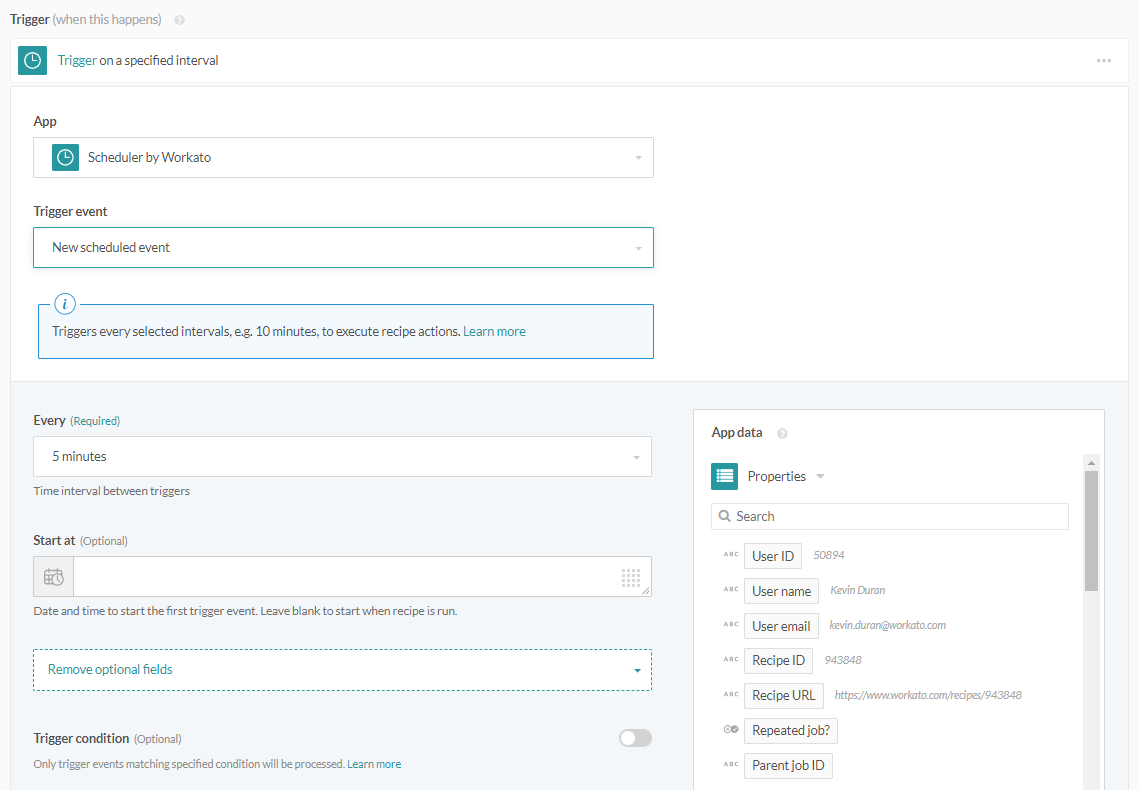 Trigger (when this happens) ?
Trigger on a specified interval
App
Scheduler by Workato
Trigger event
New scheduled event
i
Triggers every selected intervals, e.g. 10 minutes, to execute recipe actions. Learn more
Every (Required)
5 minutes
Time interval between triggers
Start at (Optional)
Date and time to start the first trigger event. Leave blank to start when recipe is run.
Remove optional fields
Trigger condition (Optional)
Only trigger events matching specified condition will be processed. Learn more
App data ?
Properties
Search
ABC User ID 50894
ABC User name Kevin Duran
ABC User email kevin.duran@workato.com
ABC Recipe ID 943848
ABC Recipe URL https://www.workato.com/recipes/943848
Repeated job?
ABC Parent job ID